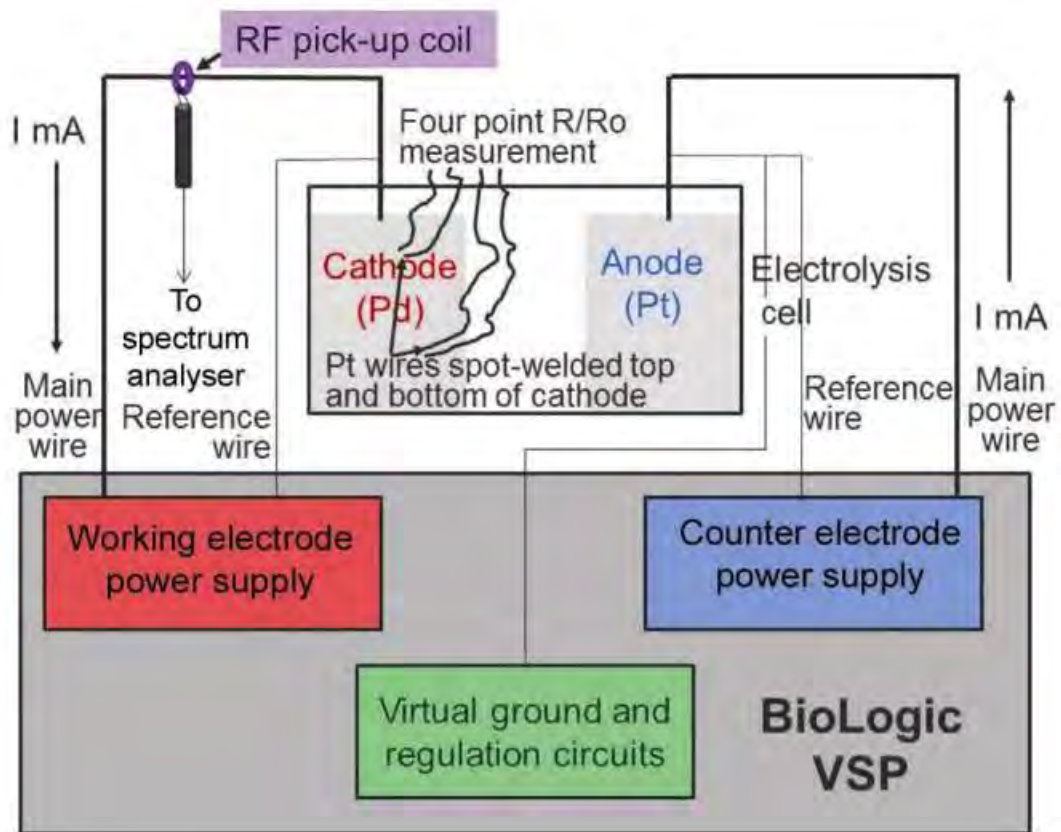 RF pick-up coil
I mA
Four point R/Ro
measurement
Cathode
(Pd)
Anode
(Pt)
Electrolysis
cell
To
spectrum
analyser
Pt wires spot-welded top
and bottom of cathode
I mA
Main
power
wire
Reference
wire
Reference
wire
Main
power
wire
Working electrode
power supply
Counter electrode
power supply
Virtual ground and
regulation circuits
BioLogic
VSP